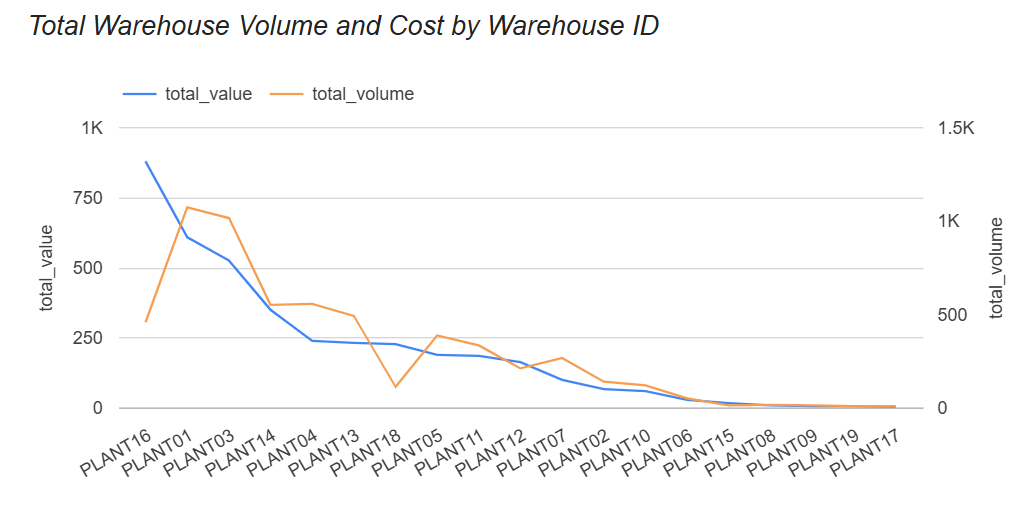 Total Warehouse Volume and Cost by Warehouse ID
total_value
total_volume
1K
750
500
250
0
total_value
1.5K
1K
500
0
total_volume
PLANT16
PLANT01
PLANT03
PLANT14
PLANT04
PLANT13
PLANT18
PLANT05
PLANT11
PLANT12
PLANT07
PLANT02
PLANT10
PLANT06
PLANT15
PLANT08
PLANT09
PLANT19
PLANT17